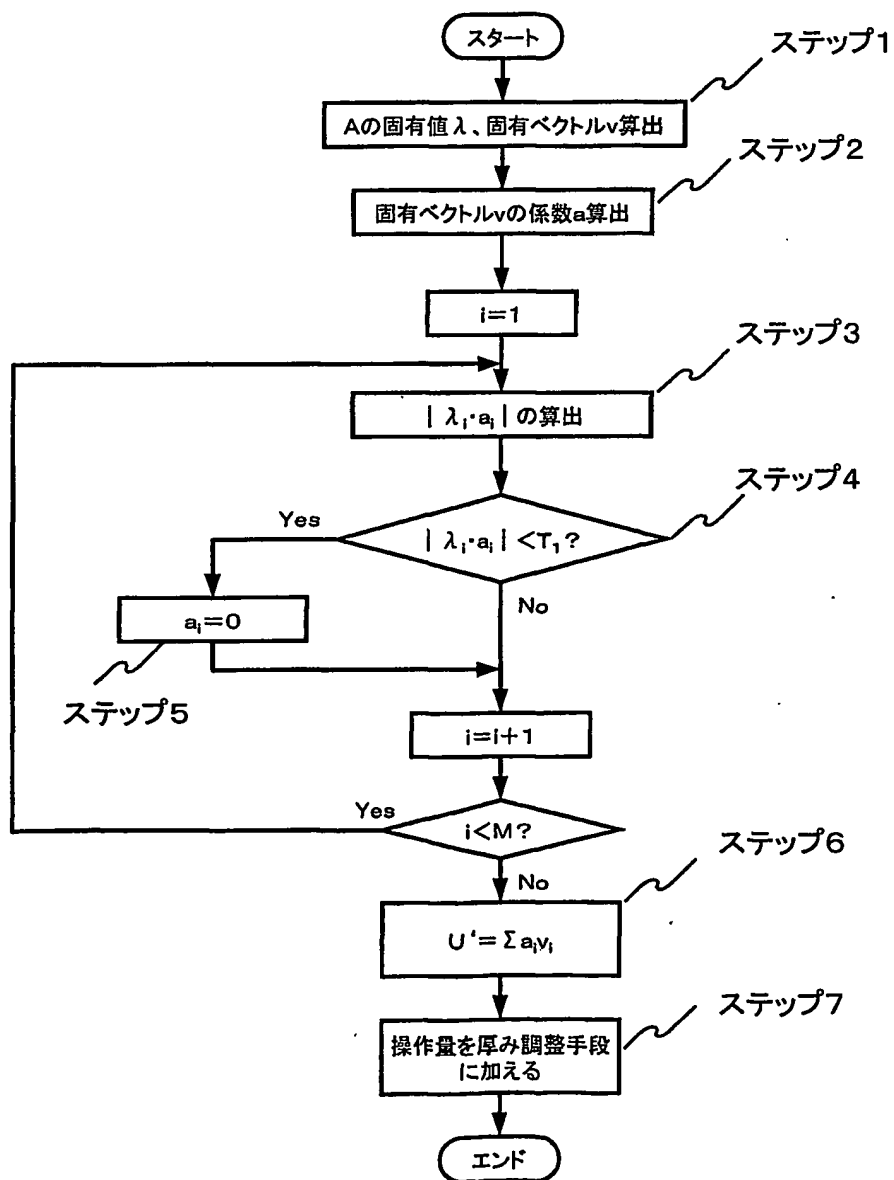 スタート
ステップ1
Aの固有値λ、固有ベクトルv算出
ステップ2
固有ベクトルvの係数a算出
i=1
ステップ3
|λi・ai|の算出
ステップ4
|λi・ai|<T1?
Yes
No
ai=0
ステップ5
i=i+1
Yes
i<M?
No
ステップ6
U'=Σaivi
ステップ7
操作量を厚み調整手段
に加える
エンド